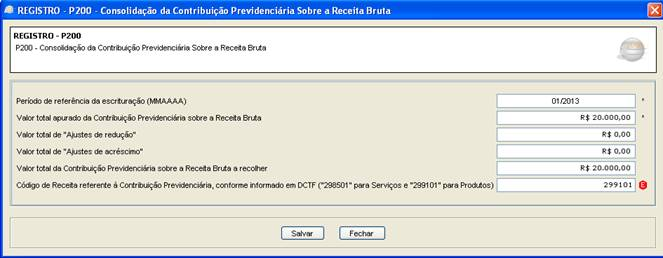 REGISTRO - P200 - Consolidação da Contribuição Previdenciária Sobre a Receita Bruta
REGISTRO - P200
P200 - Consolidação da Contribuição Previdenciária Sobre a Receita Bruta
Período de referência da escrituração (MMAAAA) 01/2013 *
Valor total apurado da Contribuição Previdenciária sobre a Receita Bruta R$ 20.000,00 *
Valor total de "Ajustes de redução" R$ 0,00
Valor total de "Ajustes de acréscimo" R$ 0,00
Valor total da Contribuição Previdenciária sobre a Receita Bruta a recolher R$ 20.000,00
Código de Receita referente á Contribuição Previdenciária, conforme informado em DCTF ("298501" para Serviços e "299101" para Produtos) 299101 E
Salvar Fechar